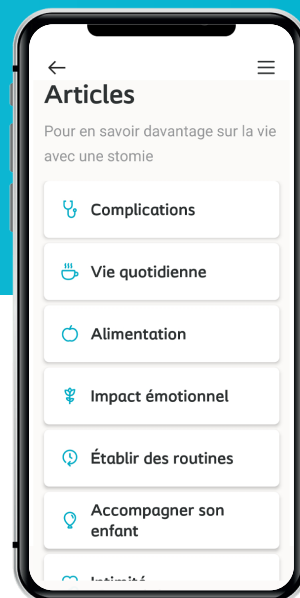 Articles
Pour en savoir davantage sur la vie
avec une stomie
Complications
Vie quotidienne
Alimentation
Impact émotionnel
Établir des routines
Accompagner son
enfant
Intimité